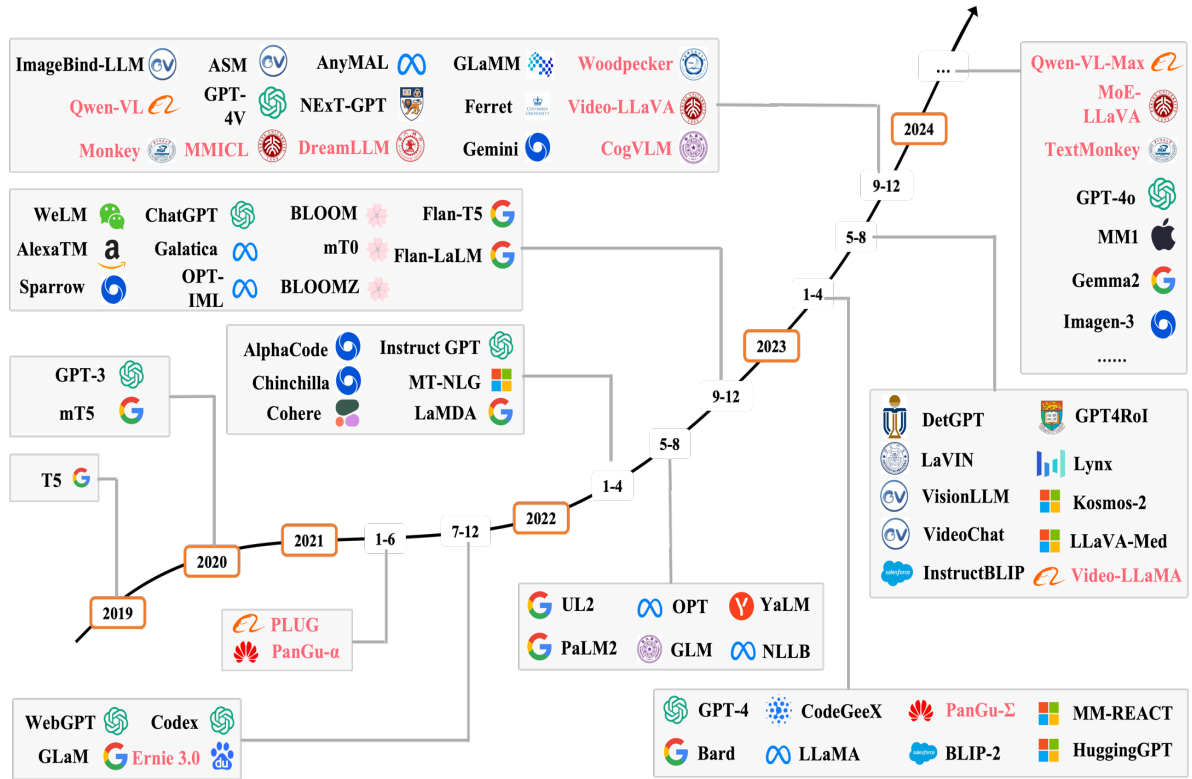 ImageBind-LLM
ASM
AnyMAL
GLaMM
Woodpecker
Qwen-VL
GPT-
4V
NExT-GPT
Ferret
COLUMBIA
UNIVERSITY
Video-LLaVA
Monkey
MMICL
DreamLLM
Gemini
CogVLM
...
2024
9-12
5-8
1-4
2023
9-12
5-8
1-4
2022
7-12
1-6
2021
2020
2019
Qwen-VL-Max
MoE-
LLaVA
TextMonkey
GPT-4o
MM1
Gemma2
Imagen-3
......
WeLM
ChatGPT
BLOOM
Flan-T5
AlexaTM
a
Galatica
mT0
Flan-LaLM
Sparrow
OPT-
IML
BLOOMZ
AlphaCode
Instruct GPT
Chinchilla
MT-NLG
Cohere
LaMDA
GPT-3
mT5
T5
DetGPT
GPT4RoI
LaVIN
Lynx
VisionLLM
Kosmos-2
VideoChat
LLaVA-Med
salesforce
InstructBLIP
Video-LLaMA
UL2
OPT
YaLM
PaLM2
GLM
NLLB
PLUG
PanGu-α
WebGPT
Codex
GLaM
Ernie 3.0
du
GPT-4
CodeGeeX
PanGu-Σ
MM-REACT
Bard
LLaMA
salesforce
BLIP-2
HuggingGPT